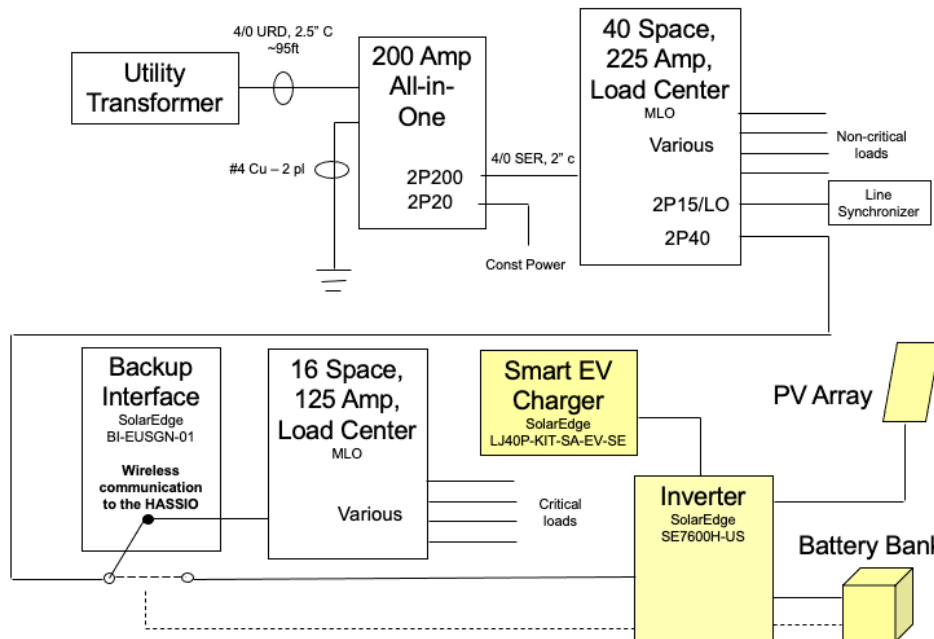 4/0 URD, 2.5” C
~95ft
Utility
Transformer
200 Amp
All-in-
One
2P200
2P20
#4 Cu – 2 pl
4/0 SER, 2” c
Const Power
40 Space,
225 Amp,
Load Center
MLO
Various
2P15/LO
2P40
Non-critical
loads
Line
Synchronizer
Backup
Interface
SolarEdge
BI-EUSGN-01
Wireless
communication
to the HASSIO
16 Space,
125 Amp,
Load Center
MLO
Various
Critical
loads
Smart EV
Charger
SolarEdge
LJ40P-KIT-SA-EV-SE
PV Array
Inverter
SolarEdge
SE7600H-US
Battery Bank